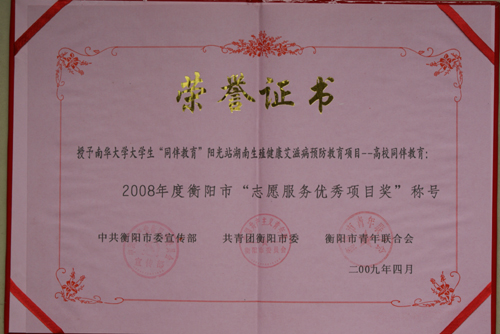 荣誉证书
授予南华大学大学生“同伴教育”阳光站湖南生殖健康艾滋病预防教育项目--高校同伴教育:
2008年度衡阳市“志愿服务优秀项目奖”称号
中共衡阳市委宣传部 共青团衡阳市委 衡阳市青年联合会
二00九年四月